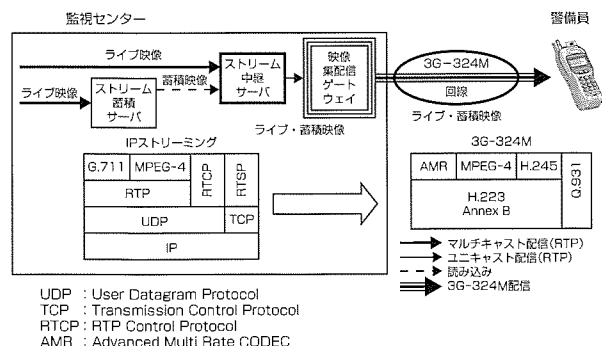 監視センター
警備員
ライブ映像
ライブ映像
ストリーム
蓄積
サーバ
蓄積映像
ストリーム
中継
サーバ
映像
集配信
ゲート
ウェイ
ライブ・蓄積映像
3G-324M
回線
ライブ・蓄積映像
IPストリーミング
G.711
MPEG-4
RTCP
RTSP
RTP
UDP
TCP
IP
3G-324M
AMR
MPEG-4
H.245
Q.931
H.223
Annex B
マルチキャスト配信(RTP)
ユニキャスト配信(RTP)
読み込み
3G-324M配信
UDP : User Datagram Protocol
TCP : Transmission Control Protocol
RTCP : RTP Control Protocol
AMR : Advanced Multi Rate CODEC